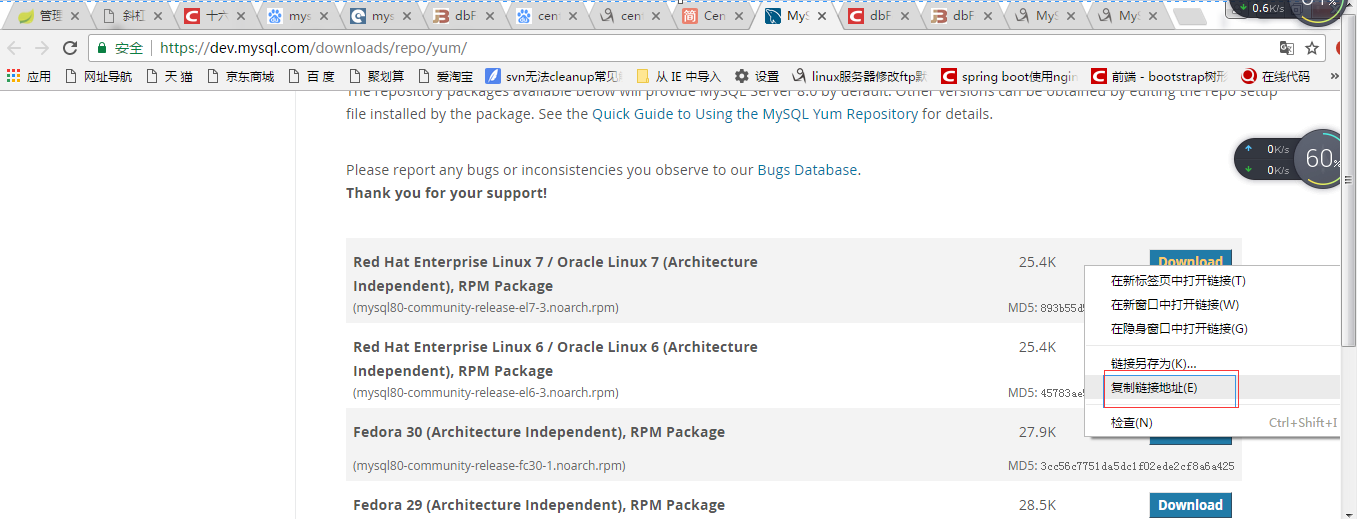 0.6K/s
管理 斜杠 十六 mys mys dbF cen cen Cen MyS dbF dbF MyS MyS
安全 https://dev.mysql.com/downloads/repo/yum/
应用 网址导航 天猫 京东商城 百度 聚划算 爱淘宝 svn无法cleanup常见 从 IE 中导入 设置 linux服务器修改ftp默 spring boot使用ngin 前端 - bootstrap树形 在线代码 »
The repository packages available below will provide MySQL Server 8.0 by default. Other versions can be obtained by editing the repo setup
file installed by the package. See the Quick Guide to Using the MySQL Yum Repository for details.
0K/s
60%
0K/s
Please report any bugs or inconsistencies you observe to our Bugs Database.
Thank you for your support!
Red Hat Enterprise Linux 7 / Oracle Linux 7 (Architecture 25.4K Download
Independent), RPM Package
(mysql80-community-release-el7-3.noarch.rpm) MD5: 893b55d5
在新标签页中打开链接(T)
在新窗口中打开链接(W)
在隐身窗口中打开链接(G)
链接另存为(K)...
复制链接地址(E)
检查(N) Ctrl+Shift+I
Red Hat Enterprise Linux 6 / Oracle Linux 6 (Architecture 25.4K
Independent), RPM Package
(mysql80-community-release-el6-3.noarch.rpm) MD5: 45783ae
Fedora 30 (Architecture Independent), RPM Package 27.9K
(mysql80-community-release-fc30-1.noarch.rpm) MD5: 3cc56c7751da5dc1f02ede2cf8a6a425
Fedora 29 (Architecture Independent), RPM Package 28.5K Download